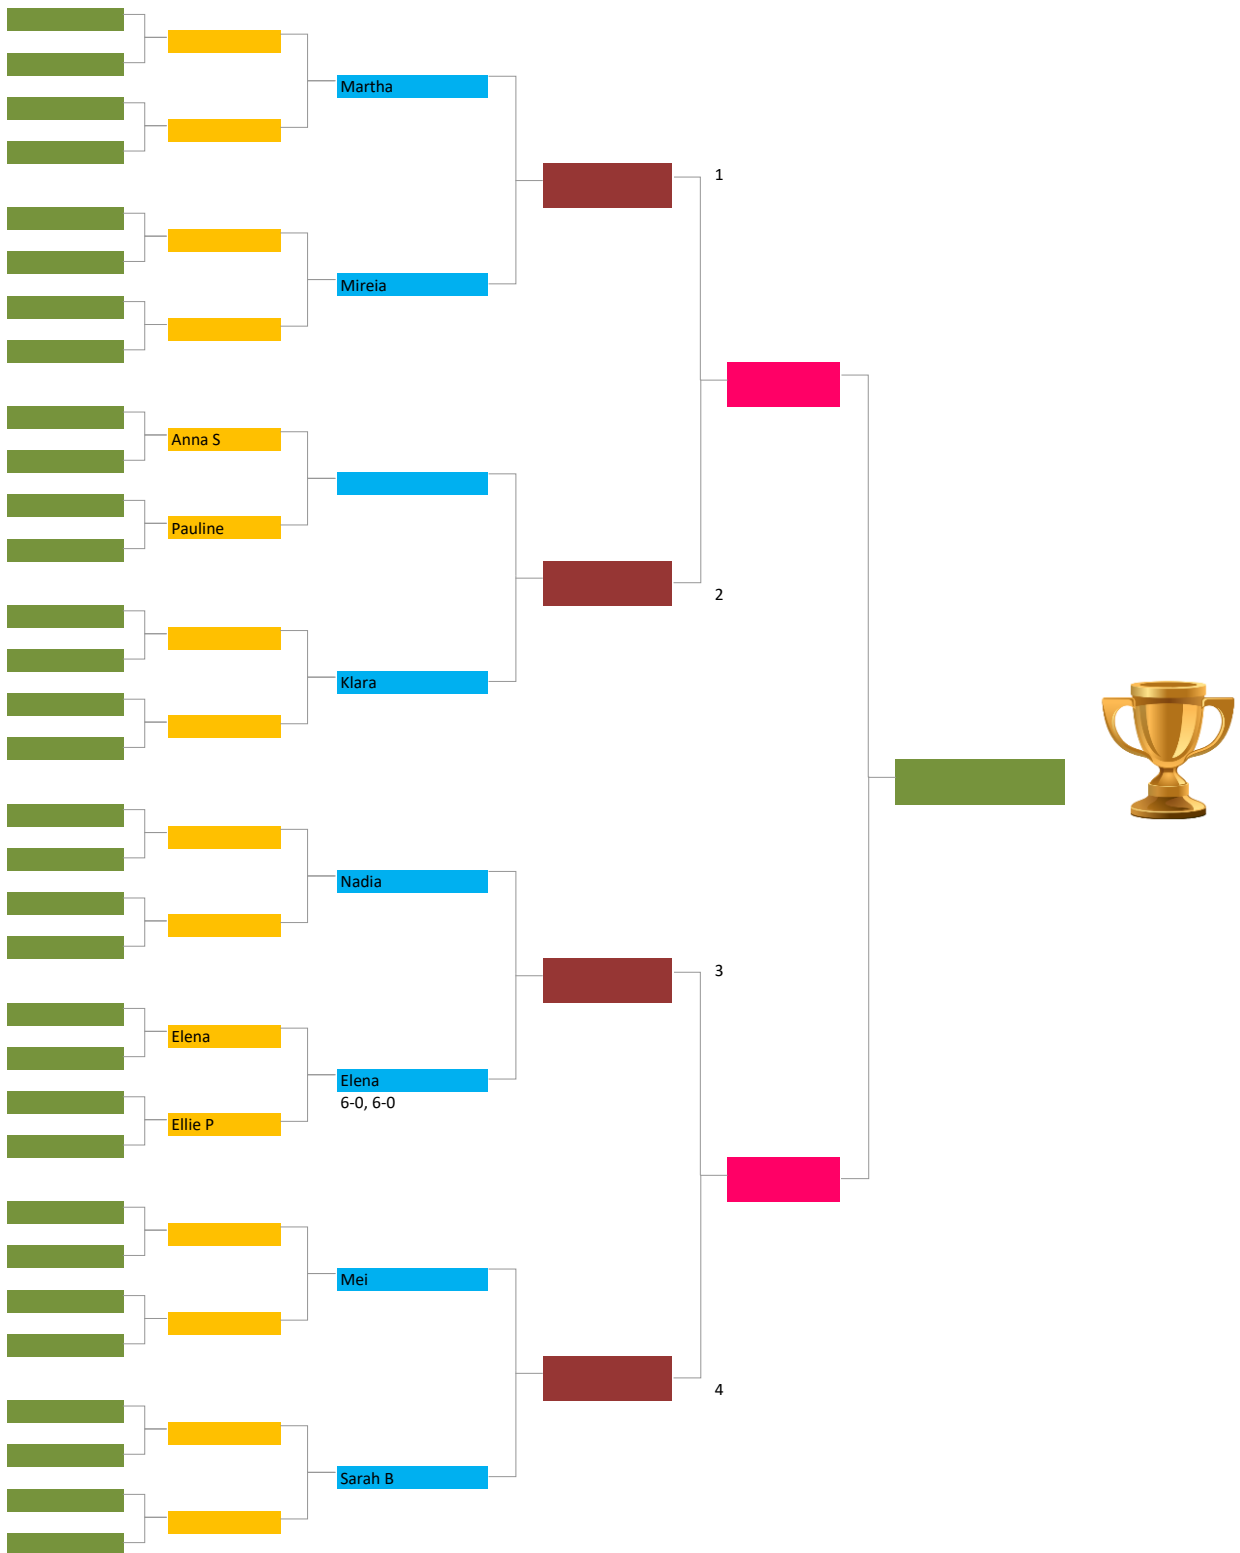 Martha
1
Mireia
Anna S
Pauline
2
Klara
Nadia
3
Elena
Elena
6-0, 6-0
Ellie P
Mei
4
Sarah B